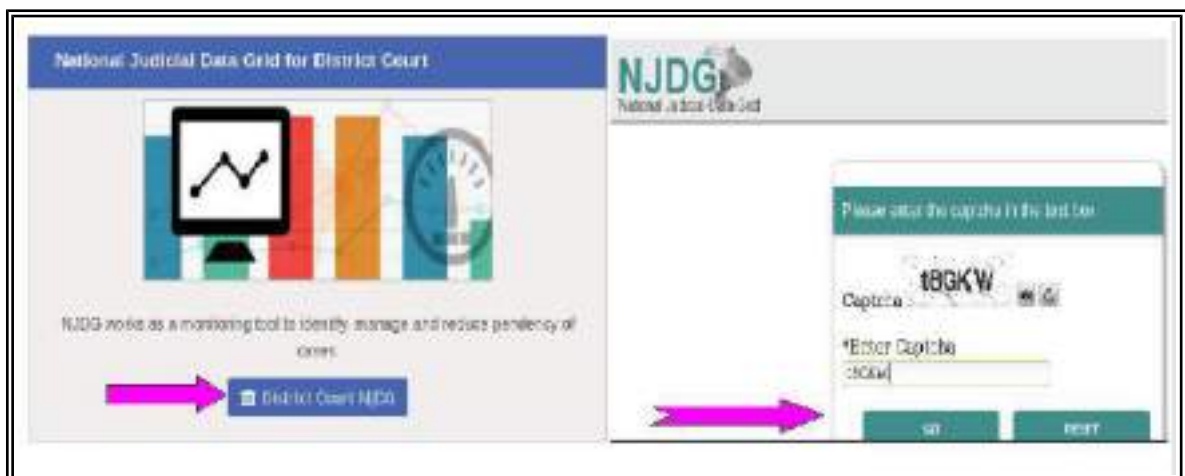 National Judicial Data Grid for District Court
NJDG works as a monitoring tool to identify, manage and reduce pendency of
cases
District Court NJDG
NJDG
National Judicial Data Grid
Please enter the captcha in the text box
Captcha
*Enter Captcha
GO
RESET